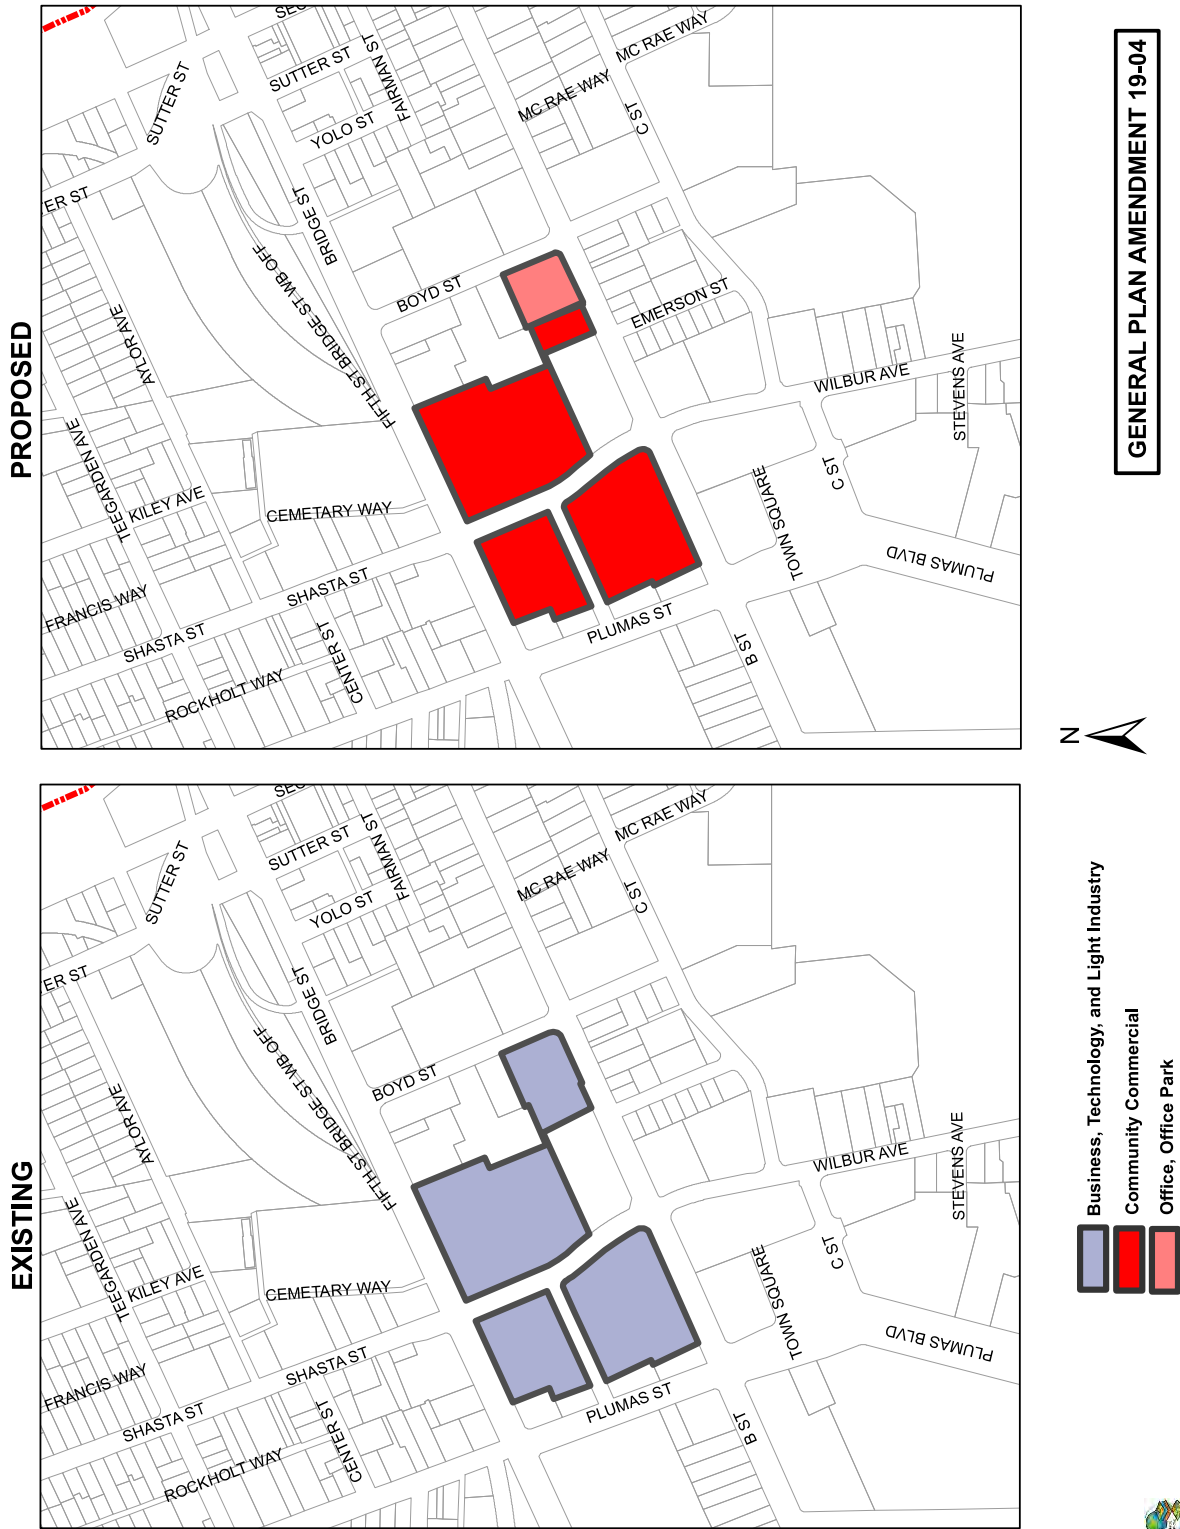 EXISTING
ER ST
SUTTER ST
SEC
SUTTER ST
FAIRMAN ST
YOLO ST
MC RAE WAY
MC RAE WAY
C ST
AYLOR AVE
BRIDGE ST
FIFTH ST BRIDGE ST WB OFF
BOYD ST
TEEGARDEN AVE
KILEY AVE
CEMETARY WAY
WILBUR AVE
STEVENS AVE
FRANCIS WAY
SHASTA ST
SHASTA ST
CENTER ST
ROCKHOLT WAY
C ST
TOWN SQUARE
PLUMAS BLVD
PLUMAS ST
B ST
PROPOSED
ER ST
SUTTER ST
SEC
SUTTER ST
FAIRMAN ST
YOLO ST
MC RAE WAY
MC RAE WAY
C ST
AYLOR AVE
BRIDGE ST
FIFTH ST BRIDGE ST WB OFF
BOYD ST
EMERSON ST
TEEGARDEN AVE
KILEY AVE
CEMETARY WAY
WILBUR AVE
STEVENS AVE
FRANCIS WAY
SHASTA ST
SHASTA ST
CENTER ST
ROCKHOLT WAY
C ST
TOWN SQUARE
PLUMAS BLVD
PLUMAS ST
B ST
Business, Technology, and Light Industry
Community Commercial
Office, Office Park
N
GENERAL PLAN AMENDMENT 19-04